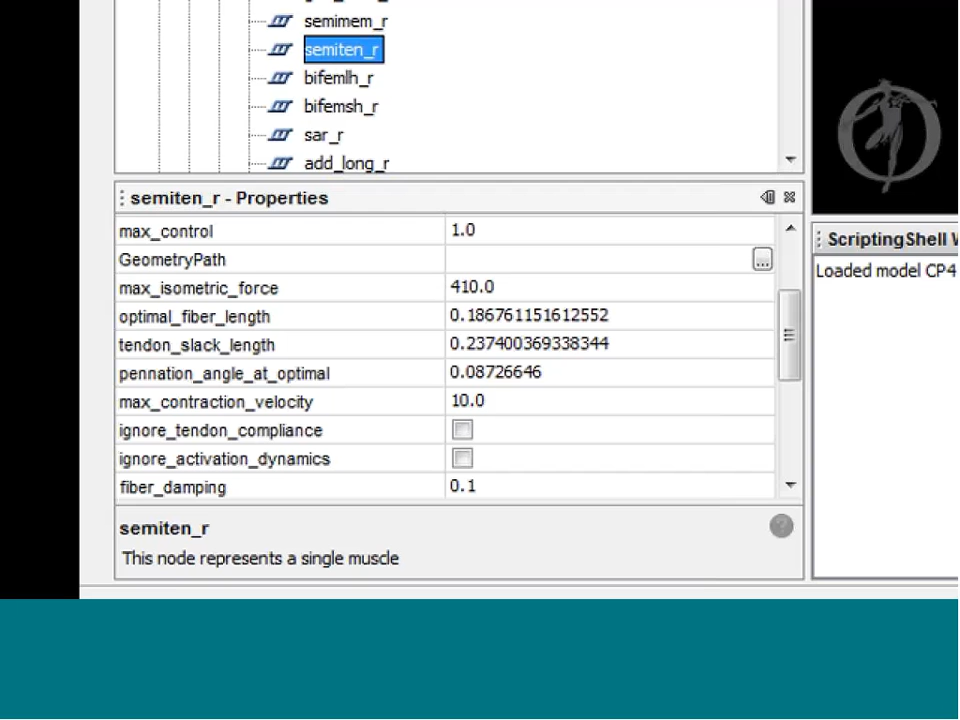 semimem_r
semiten_r
bifemlh_r
bifemsh_r
sar_r
add_long_r
semiten_r - Properties
max_control 1.0
GeometryPath ...
max_isometric_force 410.0
optimal_fiber_length 0.186761151612552
tendon_slack_length 0.237400369338344
pennation_angle_at_optimal 0.08726646
max_contraction_velocity 10.0
ignore_tendon_compliance
ignore_activation_dynamics
fiber_damping 0.1
semiten_r
?
This node represents a single muscle
ScriptingShell W
Loaded model CP4